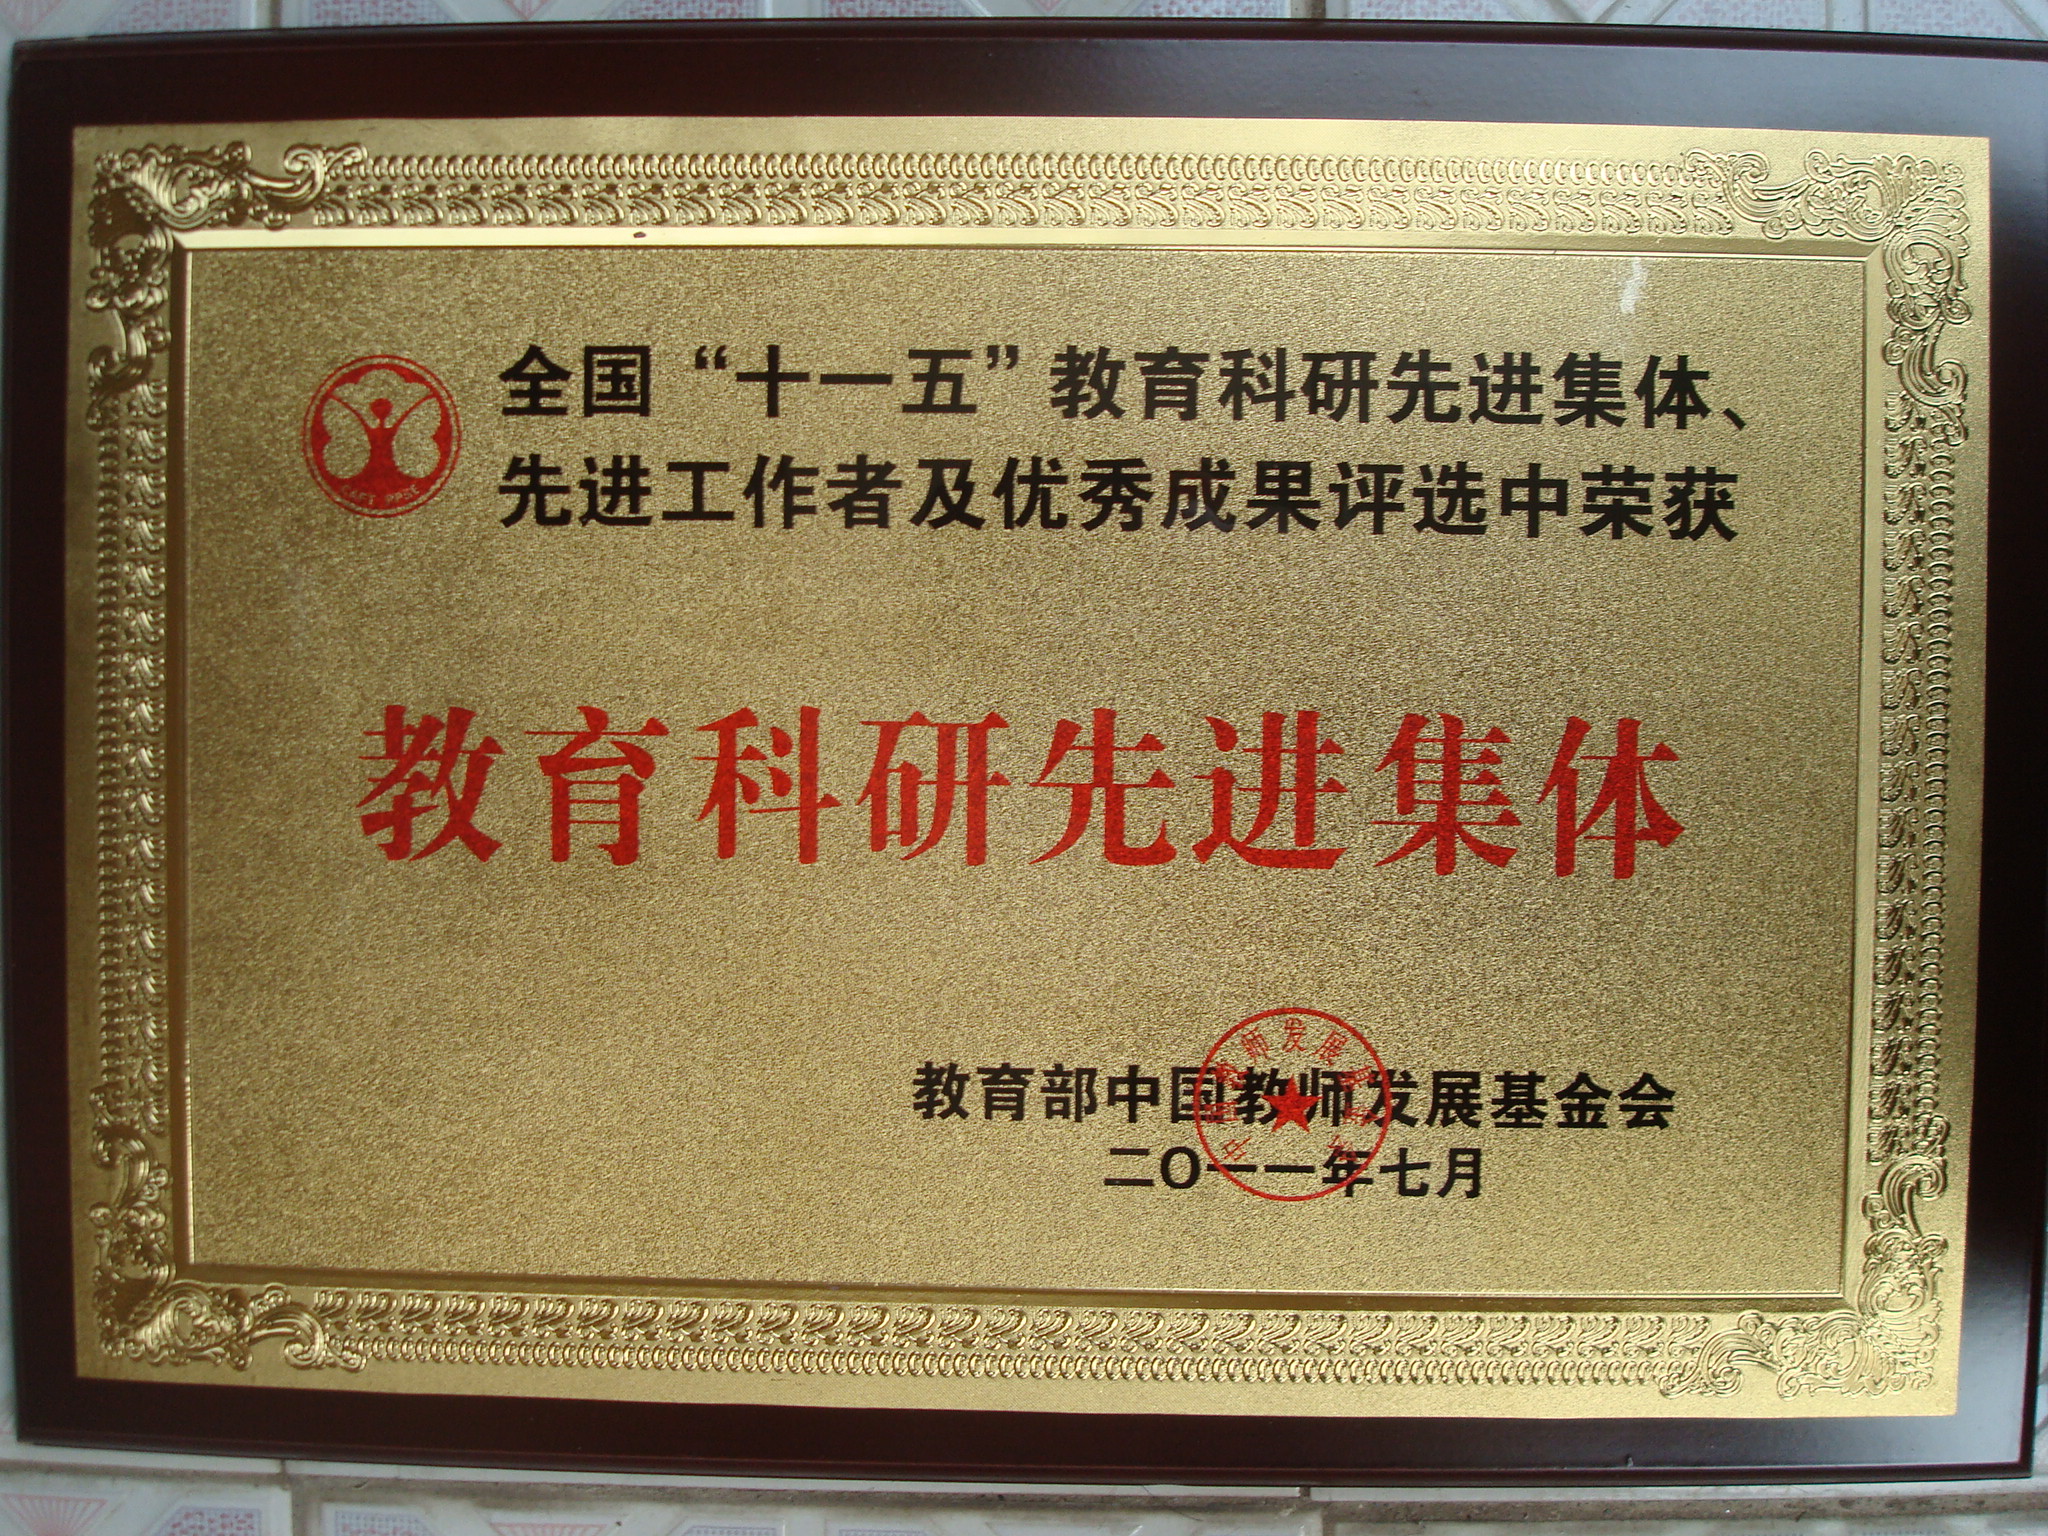 全国“十一五”教育科研先进集体、
先进工作者及优秀成果评选中荣获
教育科研先进集体
教育部中国教师发展基金会
二〇一一年七月